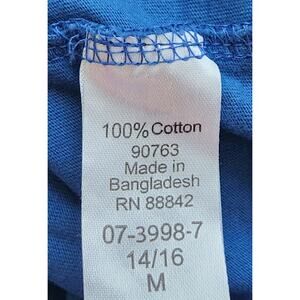 100% Cotton
90763
Made in
Bangladesh
RN 88842
07-3998-7
14/16
M